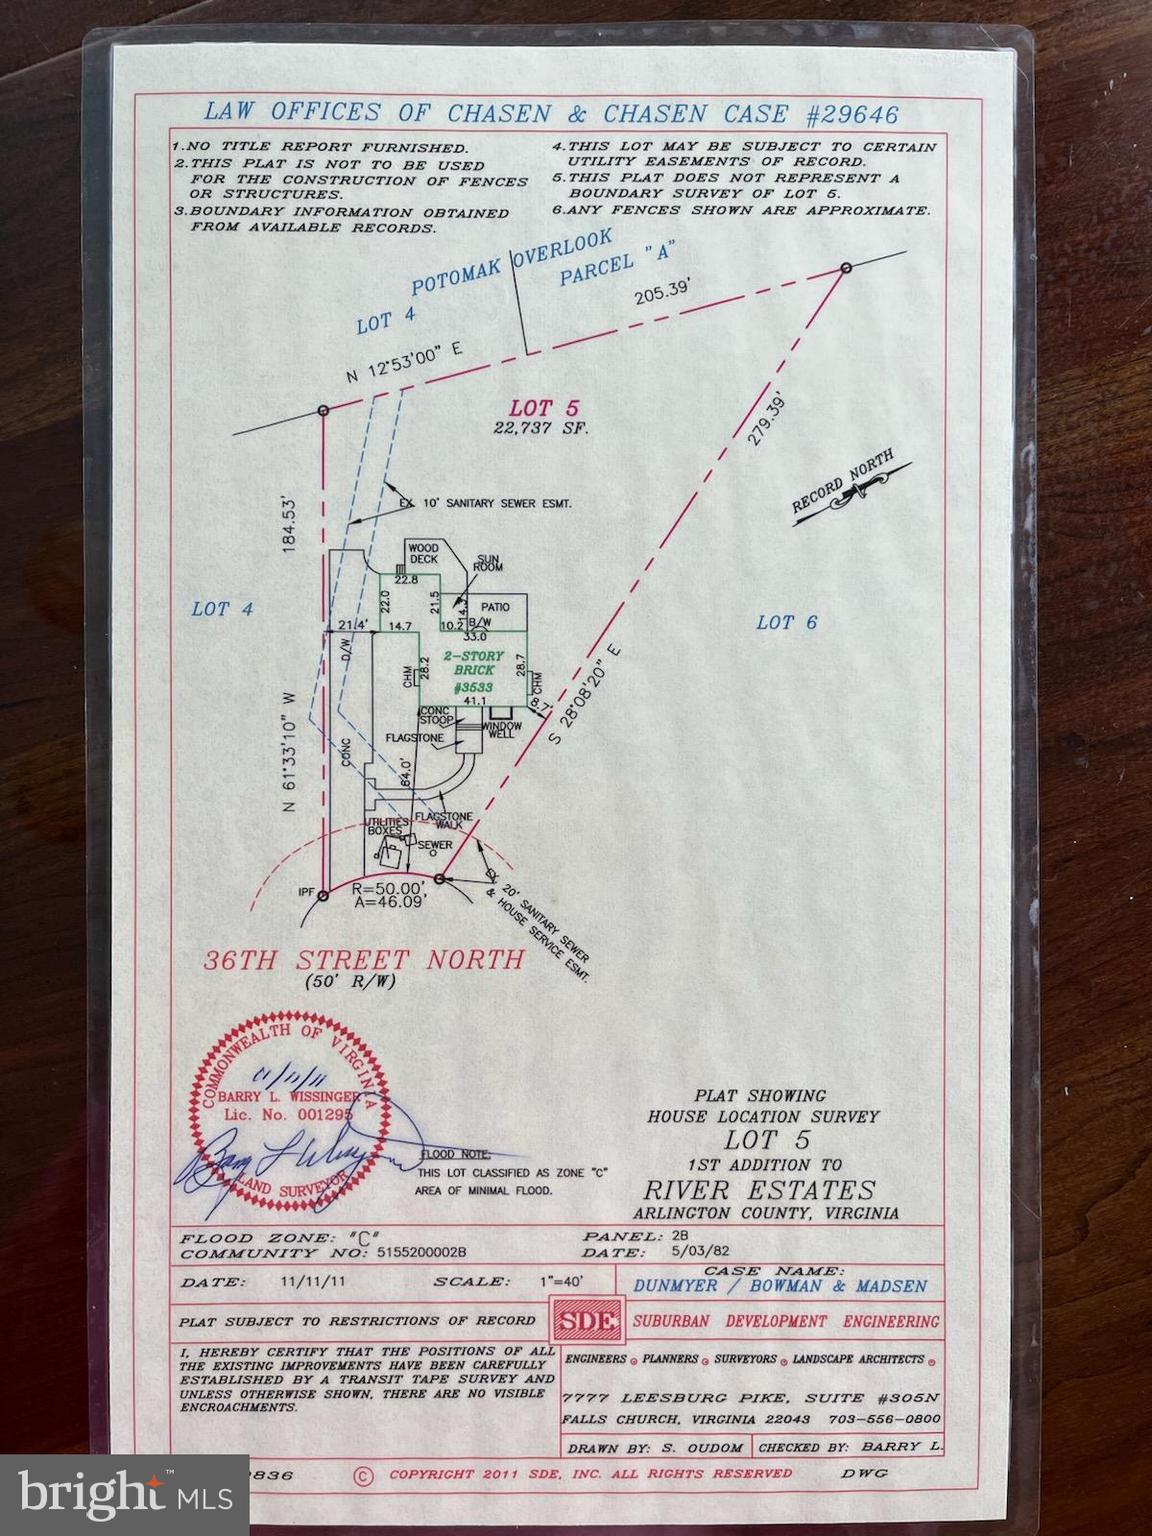 LAW OFFICES OF CHASEN & CHASEN CASE #29646
1.NO TITLE REPORT FURNISHED.
2.THIS PLAT IS NOT TO BE USED
FOR THE CONSTRUCTION OF FENCES
OR STRUCTURES.
3.BOUNDARY INFORMATION OBTAINED
FROM AVAILABLE RECORDS.
4.THIS LOT MAY BE SUBJECT TO CERTAIN
UTILITY EASEMENTS OF RECORD.
5.THIS PLAT DOES NOT REPRESENT A
BOUNDARY SURVEY OF LOT 5.
6.ANY FENCES SHOWN ARE APPROXIMATE.
POTOMAK OVERLOOK
PARCEL "A"
LOT 4
205.39'
N 12°53'00" E
LOT 5
22,737 SF.
279.39'
RECORD NORTH
184.53'
EX 10' SANITARY SEWER ESMT.
WOOD
DECK
SUN
ROOM
22.8
22.0
21.5
14.3
PATIO
LOT 4
LOT 6
21.4'
14.7
10.2
B/W
33.0
D/W
2-STORY
BRICK
#3533
28.2
28.7
CHM
CHM
41.1
8.7'
CONC
STOOP
WINDOW
WELL
FLAGSTONE
S 28°08'20" E
N 61°33'10" W
CONC
64.0'
FLAGSTONE
WALK
UTILITIES
BOXES
SEWER
IPF
R=50.00'
A=46.09'
EX 20' SANITARY SEWER
& HOUSE SERVICE ESMT.
36TH STREET NORTH
(50' R/W)
COMMONWEALTH OF VIRGINIA
11/11/11
BARRY L. WISSINGER
Lic. No. 001295
LAND SURVEYOR
FLOOD NOTE:
THIS LOT CLASSIFIED AS ZONE "C"
AREA OF MINIMAL FLOOD.
PLAT SHOWING
HOUSE LOCATION SURVEY
LOT 5
1ST ADDITION TO
RIVER ESTATES
ARLINGTON COUNTY, VIRGINIA
FLOOD ZONE: "C"
COMMUNITY NO: 5155200002B
PANEL: 2B
DATE: 5/03/82
DATE: 11/11/11 SCALE: 1"=40'
CASE NAME:
DUNMYER / BOWMAN & MADSEN
PLAT SUBJECT TO RESTRICTIONS OF RECORD
SDE SUBURBAN DEVELOPMENT ENGINEERING
I, HEREBY CERTIFY THAT THE POSITIONS OF ALL
THE EXISTING IMPROVEMENTS HAVE BEEN CAREFULLY
ESTABLISHED BY A TRANSIT TAPE SURVEY AND
UNLESS OTHERWISE SHOWN, THERE ARE NO VISIBLE
ENCROACHMENTS.
ENGINEERS PLANNERS SURVEYORS LANDSCAPE ARCHITECTS
7777 LEESBURG PIKE, SUITE #305N
FALLS CHURCH, VIRGINIA 22043 703-556-0800
DRAWN BY: S. OUDOM CHECKED BY: BARRY L.
0836 © COPYRIGHT 2011 SDE, INC. ALL RIGHTS RESERVED DWG
bright™ MLS